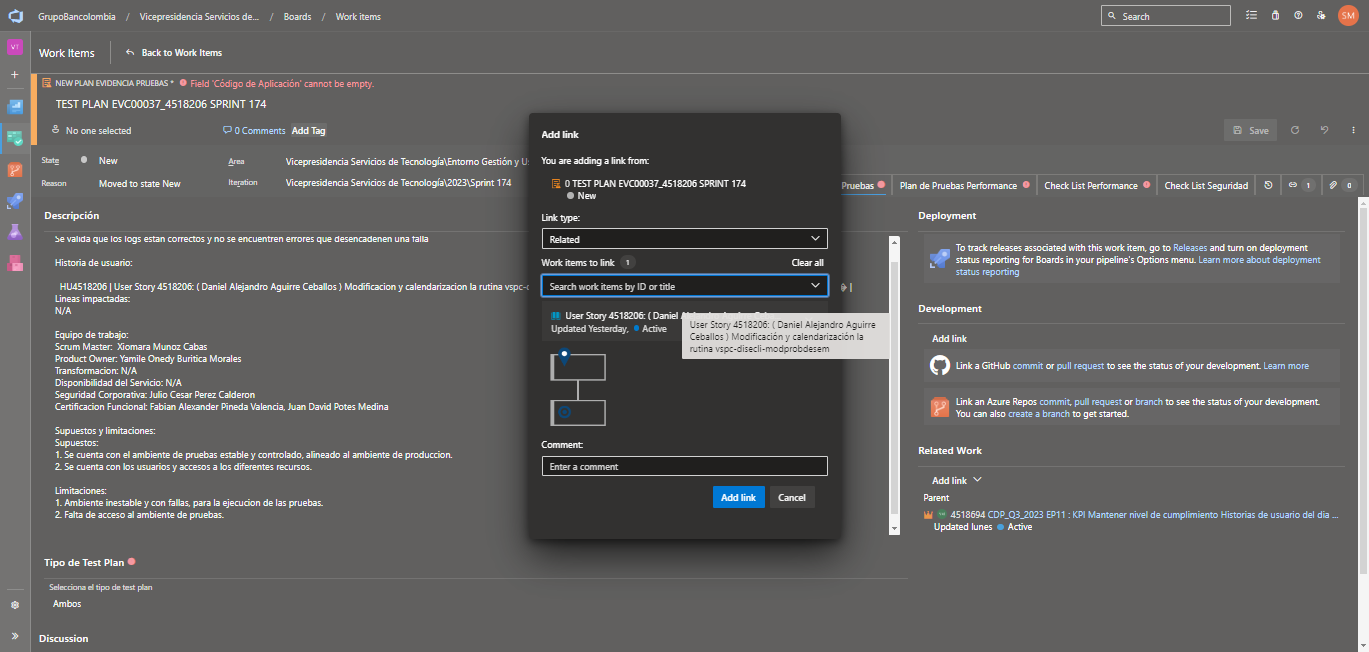 GrupoBancolombia / Vicepresidencia Servicios de... / Boards / Work items
Search
SM
VT
Work Items
Back to Work Items
NEW PLAN EVIDENCIA PRUEBAS * Field 'Código de Aplicación' cannot be empty.
TEST PLAN EVC00037_4518206 SPRINT 174
No one selected
0 Comments
Add Tag
Save
State New
Area Vicepresidencia Servicios de Tecnología\Entorno Gestión y
Reason Moved to state New
Iteration Vicepresidencia Servicios de Tecnología\2023\Sprint 174
Pruebas
Plan de Pruebas Performance
Check List Performance
Check List Seguridad
1
0
Descripción
Se valida que los logs estan correctos y no se encuentren errores que desencadenen una falla
Historia de usuario:
HU4518206 | User Story 4518206: ( Daniel Alejandro Aguirre Ceballos ) Modificacion y calendarizacion la rutina vspc-
Lineas impactadas:
N/A
Equipo de trabajo:
Scrum Master: Xiomara Munoz Cabas
Product Owner: Yamile Onedy Buritica Morales
Transformacion: N/A
Disponibilidad del Servicio: N/A
Seguridad Corporativa: Julio Cesar Perez Calderon
Certificacion Funcional: Fabian Alexander Pineda Valencia, Juan David Potes Medina
Supuestos y limitaciones:
Supuestos:
1. Se cuenta con el ambiente de pruebas estable y controlado, alineado al ambiente de produccion.
2. Se cuenta con los usuarios y accesos a los diferentes recursos.
Limitaciones:
1. Ambiente inestable y con fallas, para la ejecucion de las pruebas.
2. Falta de acceso al ambiente de pruebas.
Tipo de Test Plan
Selecciona el tipo de test plan
Ambos
Discussion
Add link
You are adding a link from:
0 TEST PLAN EVC00037_4518206 SPRINT 174
New
Link type:
Related
Work items to link 1
Clear all
Search work items by ID or title
User Story 4518206: ( Daniel
Updated Yesterday, Active
User Story 4518206: ( Daniel Alejandro Aguirre
Ceballos ) Modificación y calendarización la
rutina vspc-disecli-modprobdesem
Comment:
Enter a comment
Add link
Cancel
Deployment
To track releases associated with this work item, go to Releases and turn on deployment
status reporting for Boards in your pipeline's Options menu. Learn more about deployment
status reporting
Development
Add link
Link a GitHub commit or pull request to see the status of your development. Learn more
Link an Azure Repos commit, pull request or branch to see the status of your development.
You can also create a branch to get started.
Related Work
Add link
Parent
4518694 CDP_Q3_2023 EP11 : KPI Mantener nivel de cumplimiento Historias de usuario del dia ...
Updated lunes Active